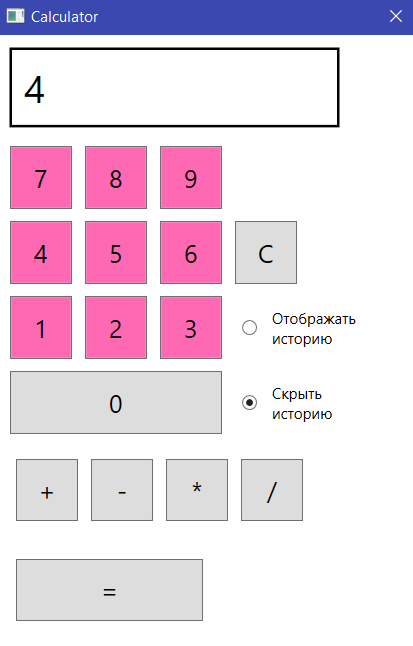 Calculator
4
7 8 9
4 5 6 C
1 2 3
Отображать
историю
0
Скрыть
историю
+ - * /
=